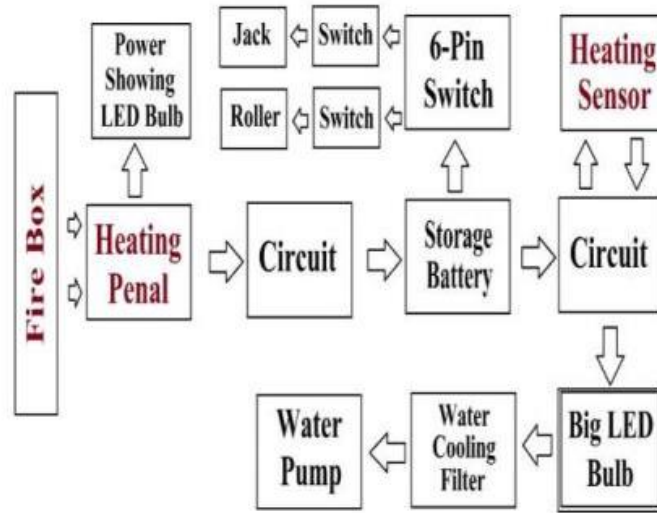 Power
Showing
LED Bulb
Jack
Switch
6-Pin
Switch
Heating
Sensor
Roller
Switch
Fire Box
Heating
Penal
Circuit
Storage
Battery
Circuit
Water
Pump
Water
Cooling
Filter
Big LED
Bulb